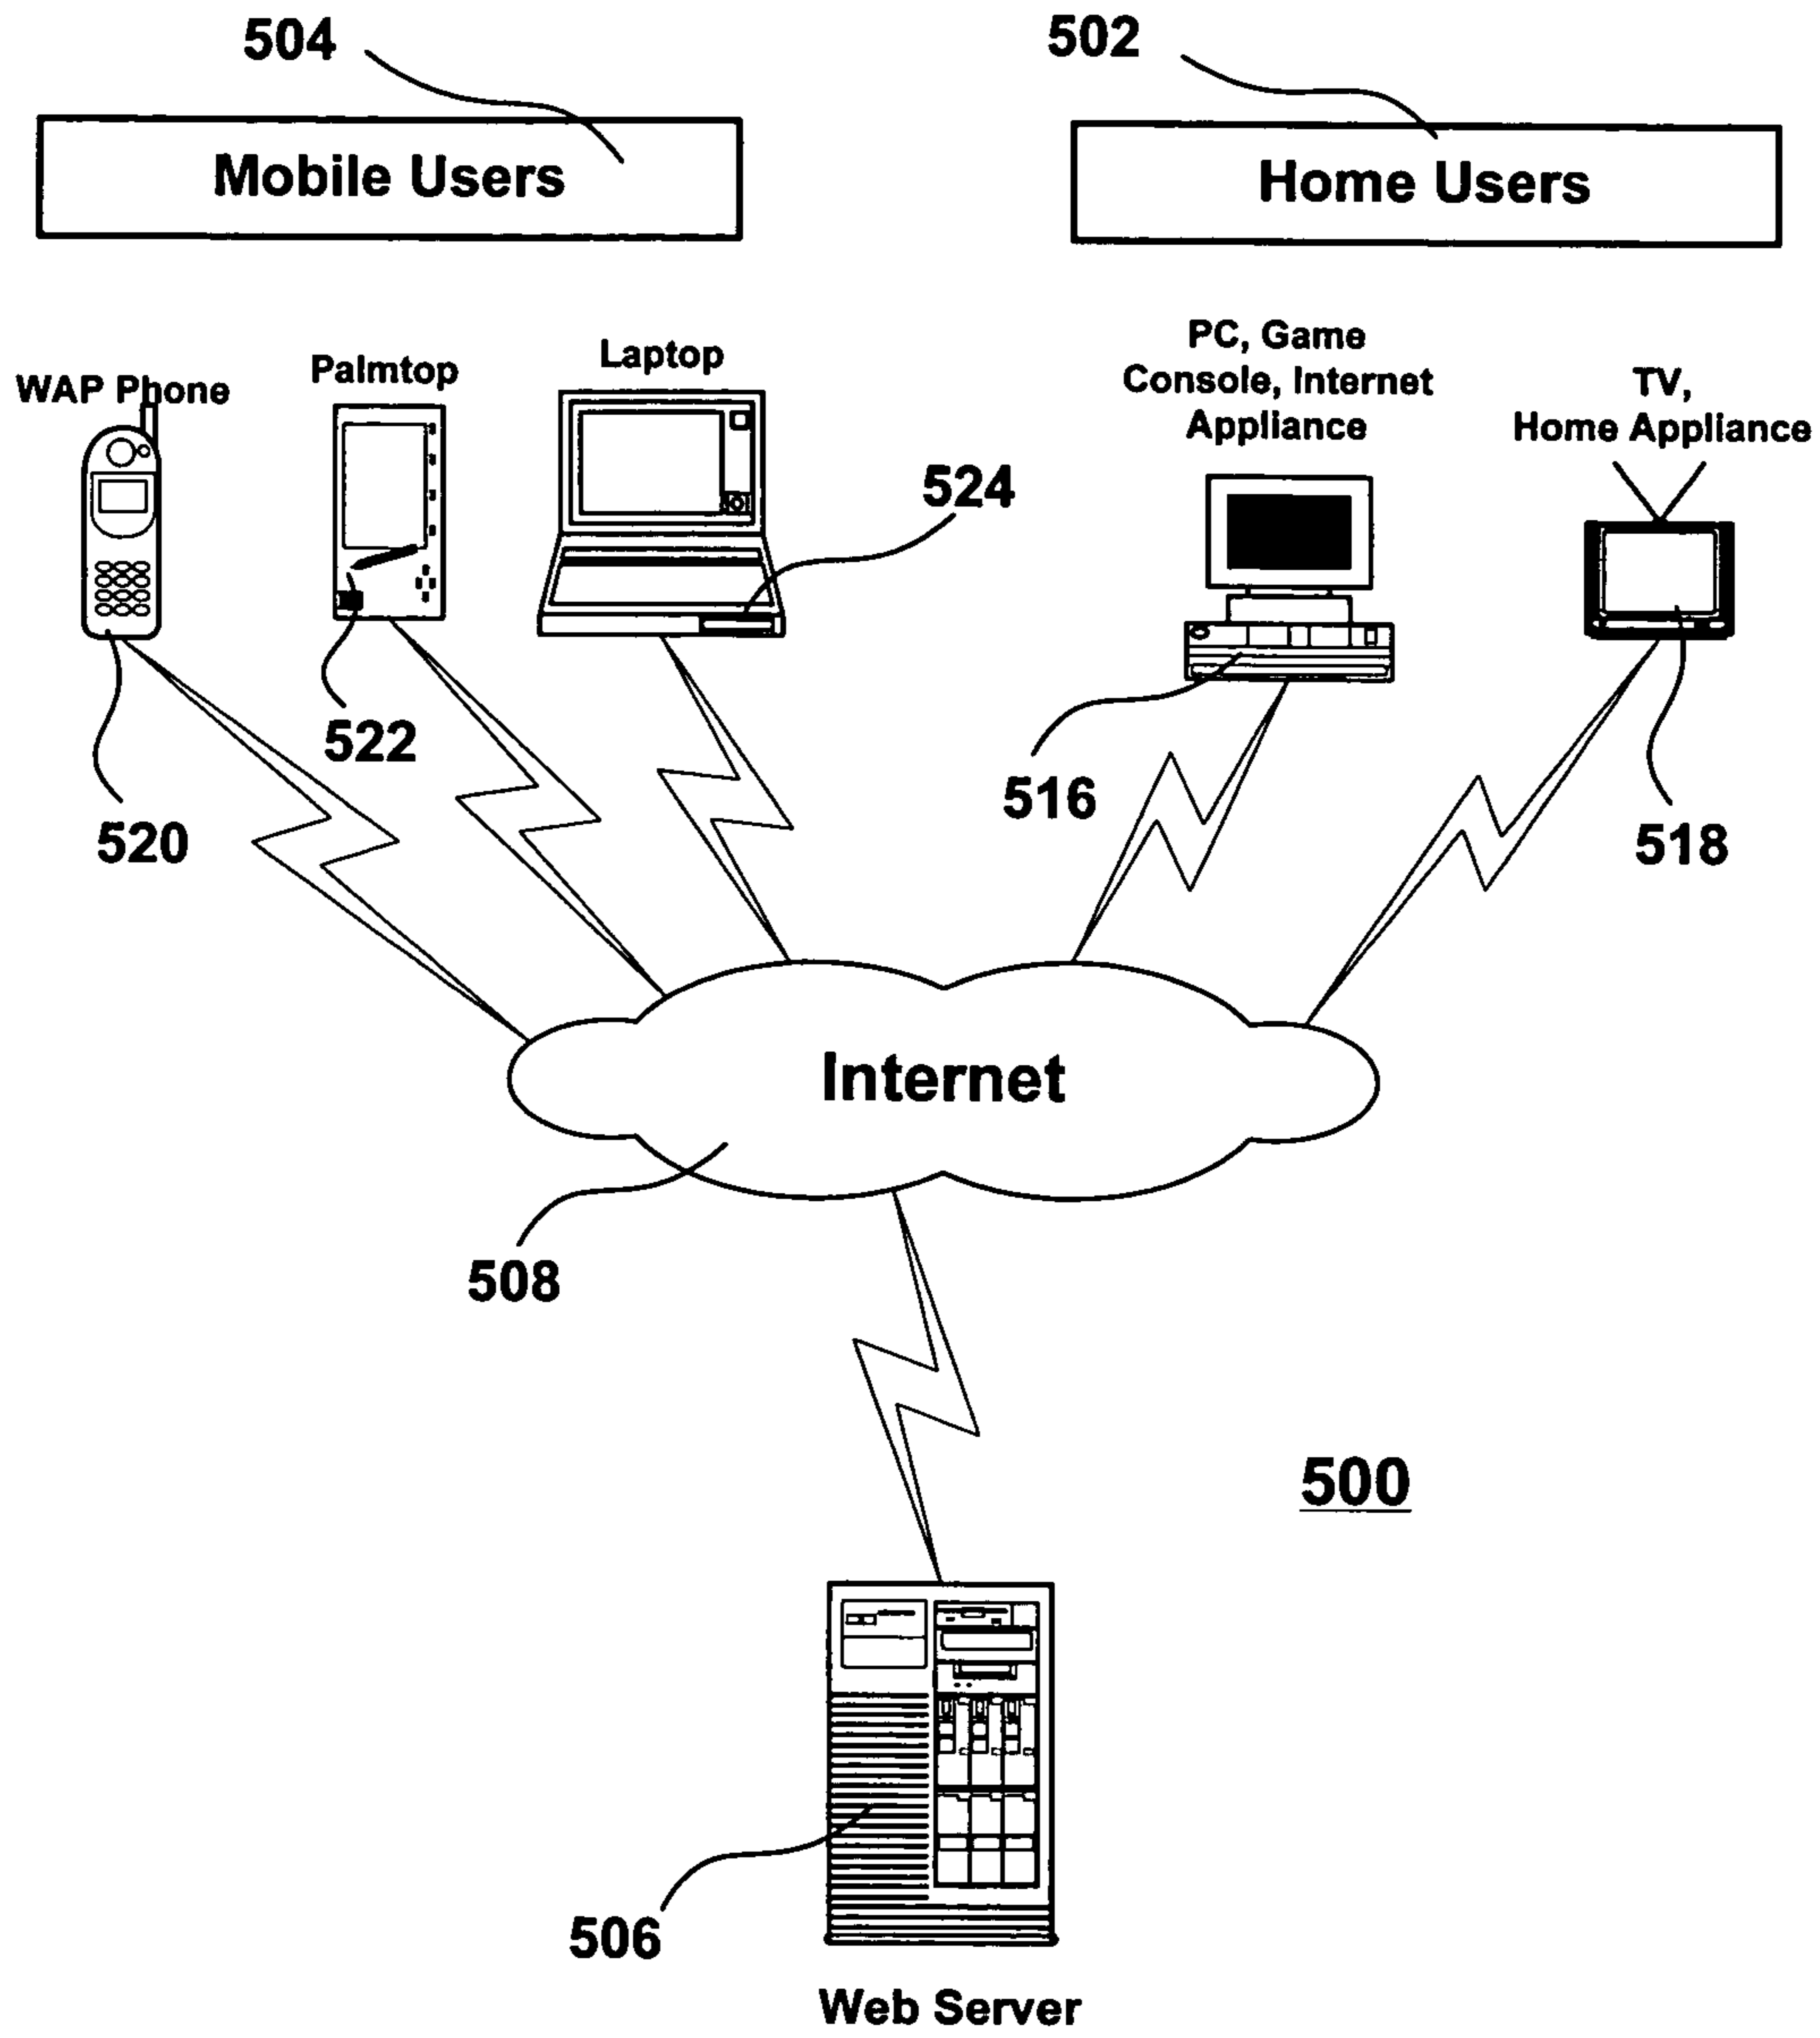 504
502
Mobile Users
Home Users
WAP Phone
Palmtop
Laptop
PC, Game
Console, Internet
Appliance
TV,
Home Appliance
524
522
516
520
518
Internet
508
500
506
Web Server